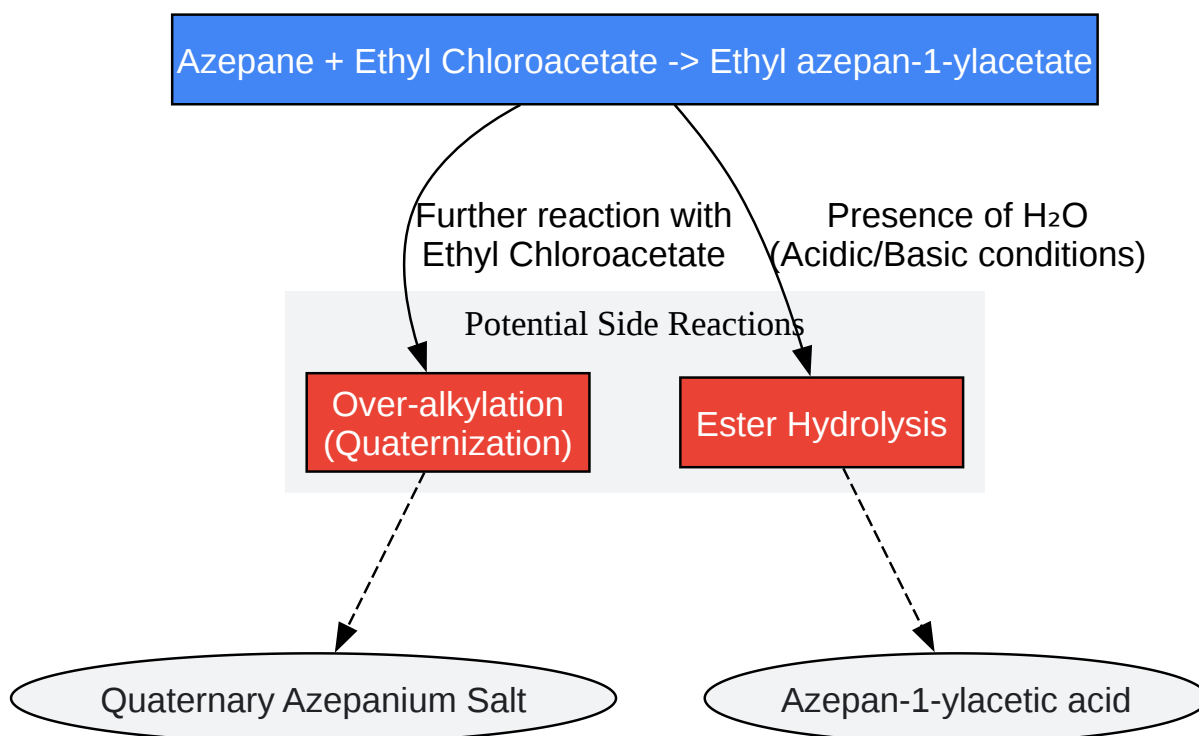 Azepane + Ethyl Chloroacetate -> Ethyl azepan-1-ylacetate
Further reaction with
Ethyl Chloroacetate
Presence of H₂O
(Acidic/Basic conditions)
Potential Side Reactions
Over-alkylation
(Quaternization)
Ester Hydrolysis
Quaternary Azepanium Salt
Azepan-1-ylacetic acid